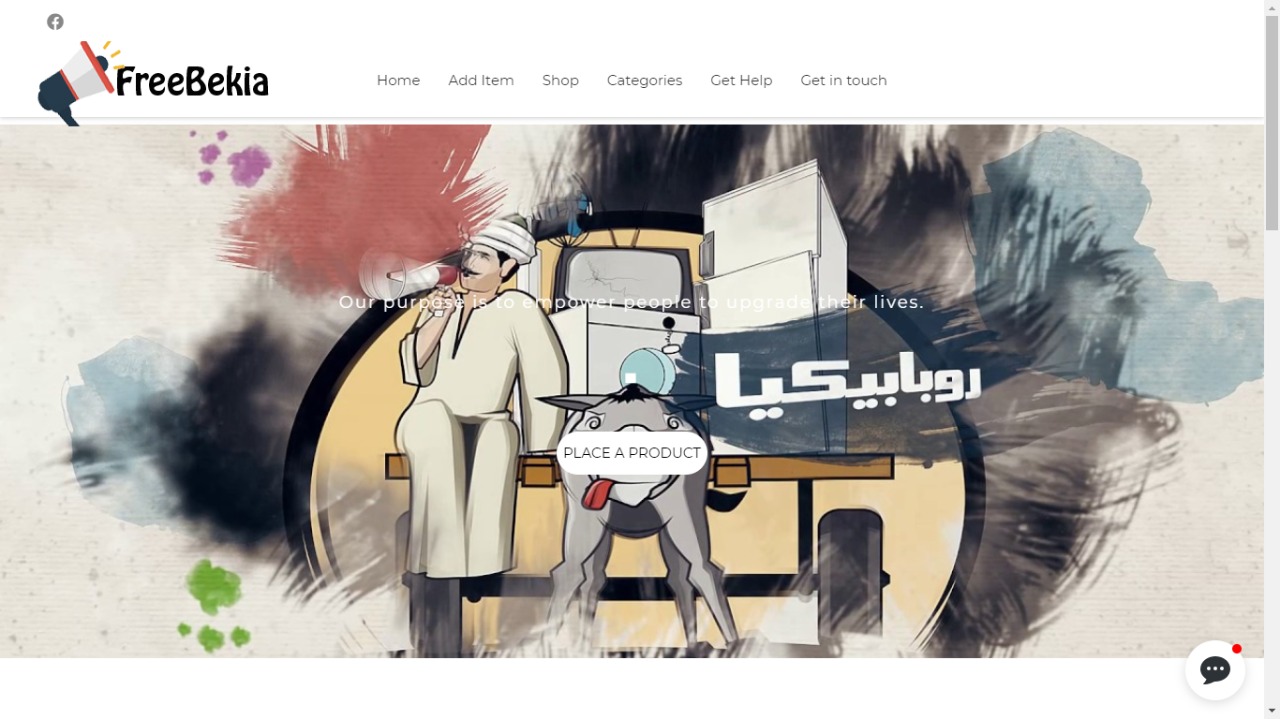 FreeBekia
Home
Add Item
Shop
Categories
Get Help
Get in touch
Our purpose is to empower people to upgrade their lives.
روبابيكيا
PLACE A PRODUCT